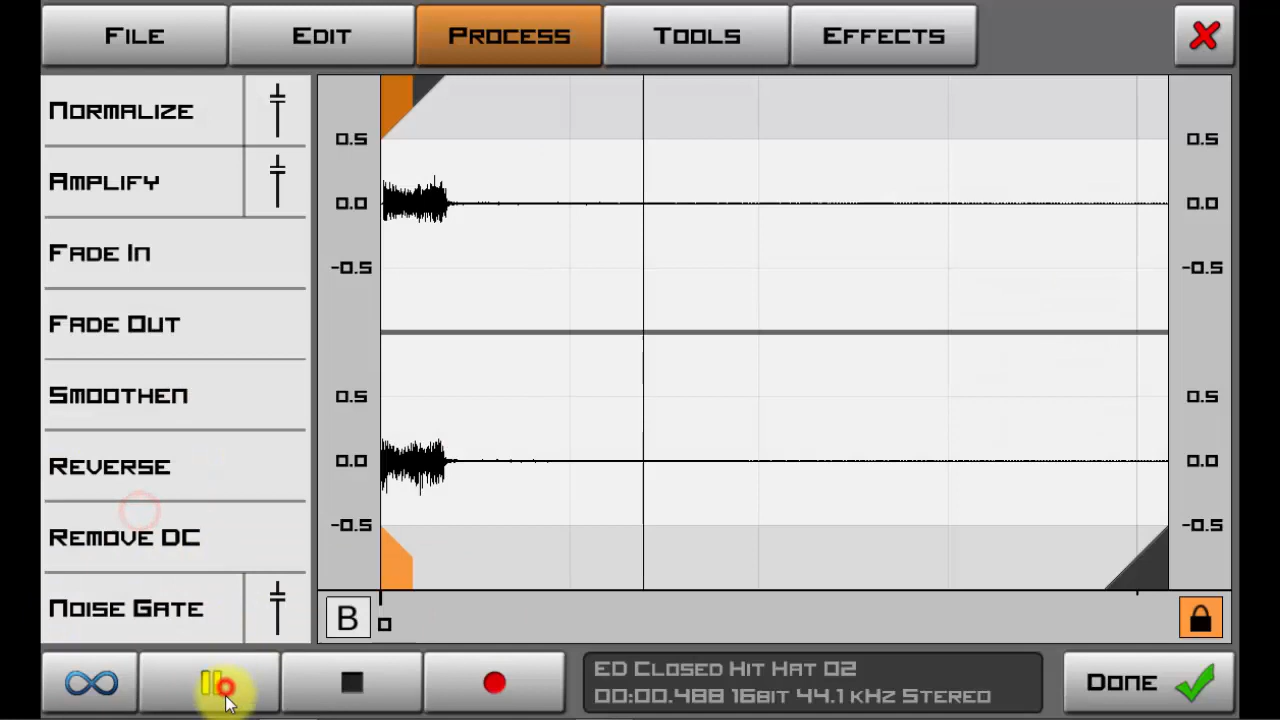 File
Edit
Process
Tools
Effects
Normalize
Amplify
Fade In
Fade Out
Smoothen
Reverse
Remove DC
Noise Gate
0.5
0.0
-0.5
0.5
0.0
-0.5
0.5
0.0
-0.5
0.5
0.0
-0.5
B
ED Closed Hit Hat 02
00:00.488 16bit 44.1 kHz Stereo
Done